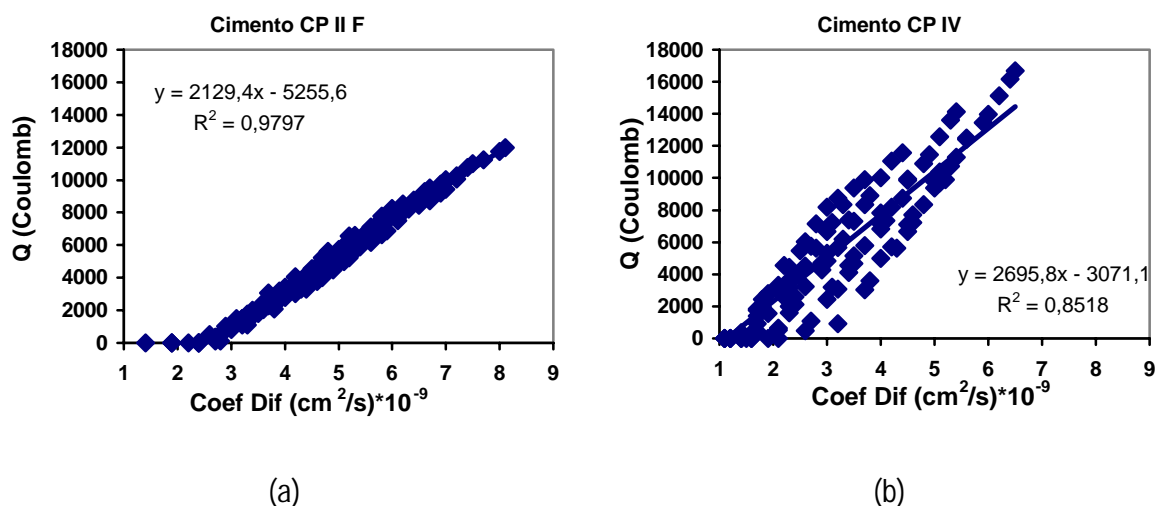 Cimento CP II F
18000
16000
14000
12000
10000
8000
6000
4000
2000
0
Q (Coulomb)
y = 2129,4x - 5255,6
R² = 0,9797
1 2 3 4 5 6 7 8 9
Coef Dif (cm²/s)*10⁻⁹
(a)
Cimento CP IV
18000
16000
14000
12000
10000
8000
6000
4000
2000
0
Q (Coulomb)
y = 2695,8x - 3071,1
R² = 0,8518
1 2 3 4 5 6 7 8 9
Coef Dif (cm²/s)*10⁻⁹
(b)